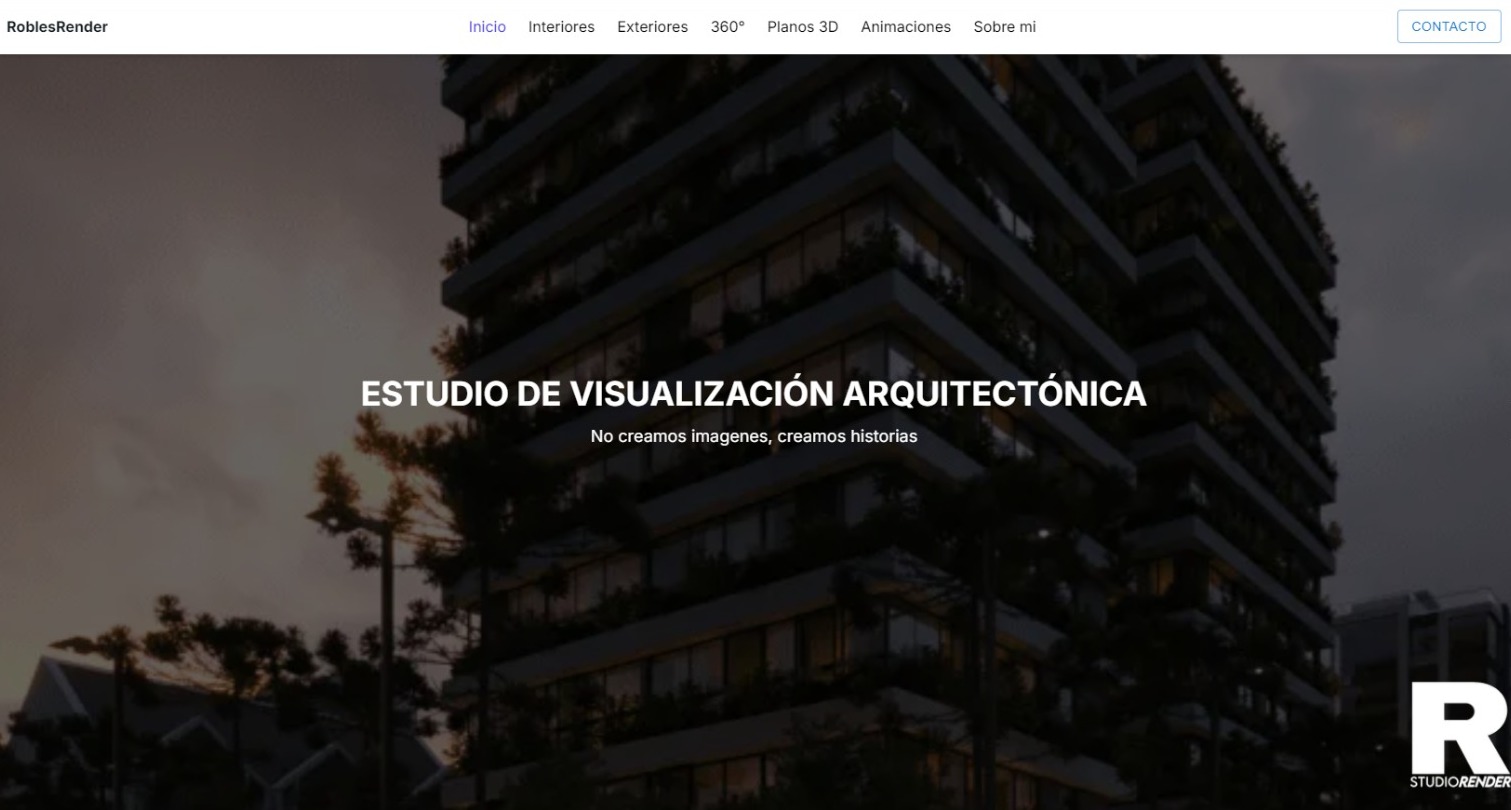 RoblesRender
Inicio Interiores Exteriores 360° Planos 3D Animaciones Sobre mi
CONTACTO
ESTUDIO DE VISUALIZACIÓN ARQUITECTÓNICA
No creamos imagenes, creamos historias
R
STUDIORENDER